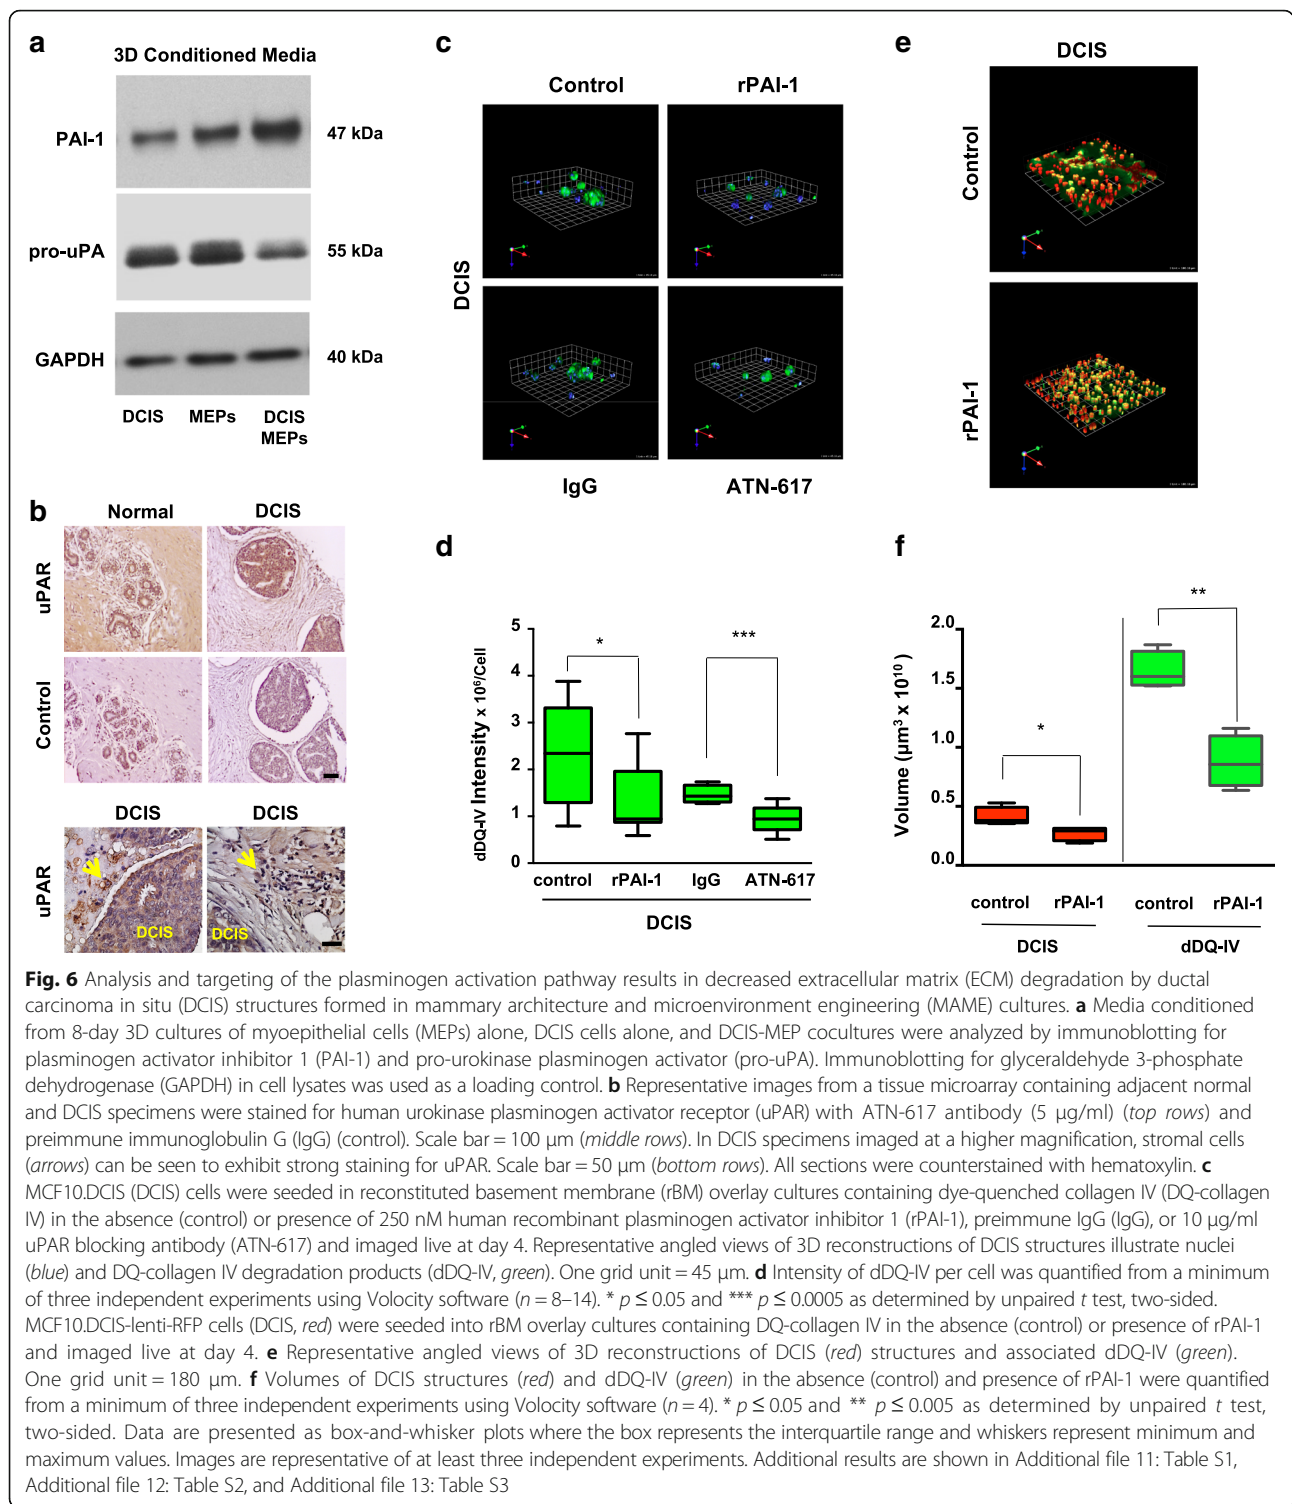 a
3D Conditioned Media
PAI-1
47 kDa
pro-uPA
55 kDa
GAPDH
40 kDa
DCIS MEPs DCIS
MEPs
b
Normal DCIS
uPAR
Control
DCIS DCIS
uPAR
DCIS
DCIS
c
Control rPAI-1
DCIS
IgG ATN-617
d
dDQ-IV Intensity x 10⁶/Cell
5
4
3
2
1
0
*
***
control rPAI-1 IgG ATN-617
DCIS
e
DCIS
Control
rPAI-1
f
Volume (µm³ x 10¹⁰)
2.0
1.5
1.0
0.5
0.0
*
**
control rPAI-1 control rPAI-1
DCIS dDQ-IV
Fig. 6 Analysis and targeting of the plasminogen activation pathway results in decreased extracellular matrix (ECM) degradation by ductal
carcinoma in situ (DCIS) structures formed in mammary architecture and microenvironment engineering (MAME) cultures. a Media conditioned
from 8-day 3D cultures of myoepithelial cells (MEPs) alone, DCIS cells alone, and DCIS-MEP cocultures were analyzed by immunoblotting for
plasminogen activator inhibitor 1 (PAI-1) and pro-urokinase plasminogen activator (pro-uPA). Immunoblotting for glyceraldehyde 3-phosphate
dehydrogenase (GAPDH) in cell lysates was used as a loading control. b Representative images from a tissue microarray containing adjacent normal
and DCIS specimens were stained for human urokinase plasminogen activator receptor (uPAR) with ATN-617 antibody (5 µg/ml) (top rows) and
preimmune immunoglobulin G (IgG) (control). Scale bar = 100 µm (middle rows). In DCIS specimens imaged at a higher magnification, stromal cells
(arrows) can be seen to exhibit strong staining for uPAR. Scale bar = 50 µm (bottom rows). All sections were counterstained with hematoxylin. c
MCF10.DCIS (DCIS) cells were seeded in reconstituted basement membrane (rBM) overlay cultures containing dye-quenched collagen IV (DQ-collagen
IV) in the absence (control) or presence of 250 nM human recombinant plasminogen activator inhibitor 1 (rPAI-1), preimmune IgG (IgG), or 10 µg/ml
uPAR blocking antibody (ATN-617) and imaged live at day 4. Representative angled views of 3D reconstructions of DCIS structures illustrate nuclei
(blue) and DQ-collagen IV degradation products (dDQ-IV, green). One grid unit = 45 µm. d Intensity of dDQ-IV per cell was quantified from a minimum
of three independent experiments using Volocity software (n = 8–14). * p ≤ 0.05 and *** p ≤ 0.0005 as determined by unpaired t test, two-sided.
MCF10.DCIS-lenti-RFP cells (DCIS, red) were seeded into rBM overlay cultures containing DQ-collagen IV in the absence (control) or presence of rPAI-1
and imaged live at day 4. e Representative angled views of 3D reconstructions of DCIS (red) structures and associated dDQ-IV (green).
One grid unit = 180 µm. f Volumes of DCIS structures (red) and dDQ-IV (green) in the absence (control) and presence of rPAI-1 were quantified
from a minimum of three independent experiments using Volocity software (n = 4). * p ≤ 0.05 and ** p ≤ 0.005 as determined by unpaired t test,
two-sided. Data are presented as box-and-whisker plots where the box represents the interquartile range and whiskers represent minimum and
maximum values. Images are representative of at least three independent experiments. Additional results are shown in Additional file 11: Table S1,
Additional file 12: Table S2, and Additional file 13: Table S3